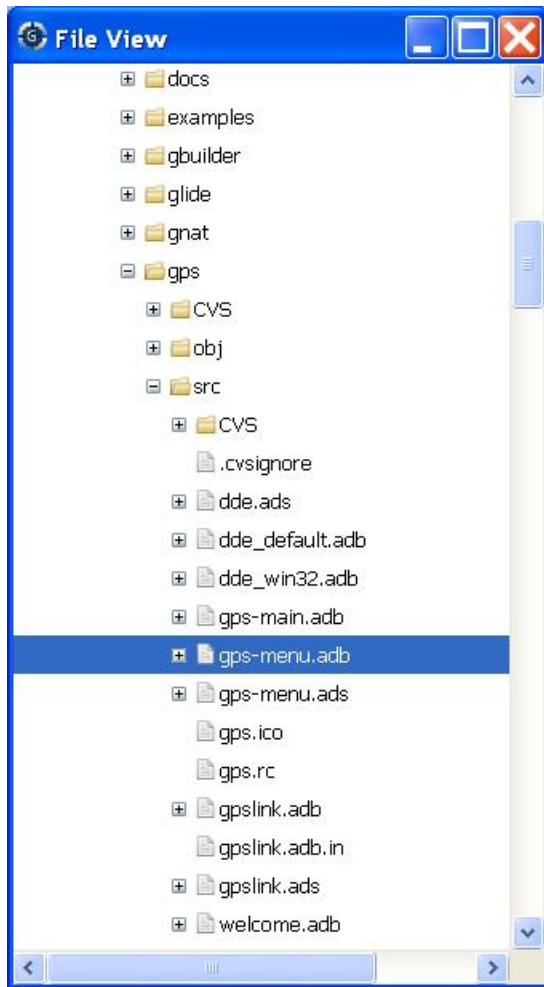 File View
docs
examples
gbuilder
glide
gnat
gps
CVS
obj
src
CVS
.cvsignore
dde.ads
dde_default.adb
dde_win32.adb
gps-main.adb
gps-menu.adb
gps-menu.ads
gps.ico
gps.rc
gpslink.adb
gpslink.adb.in
gpslink.ads
welcome.adb